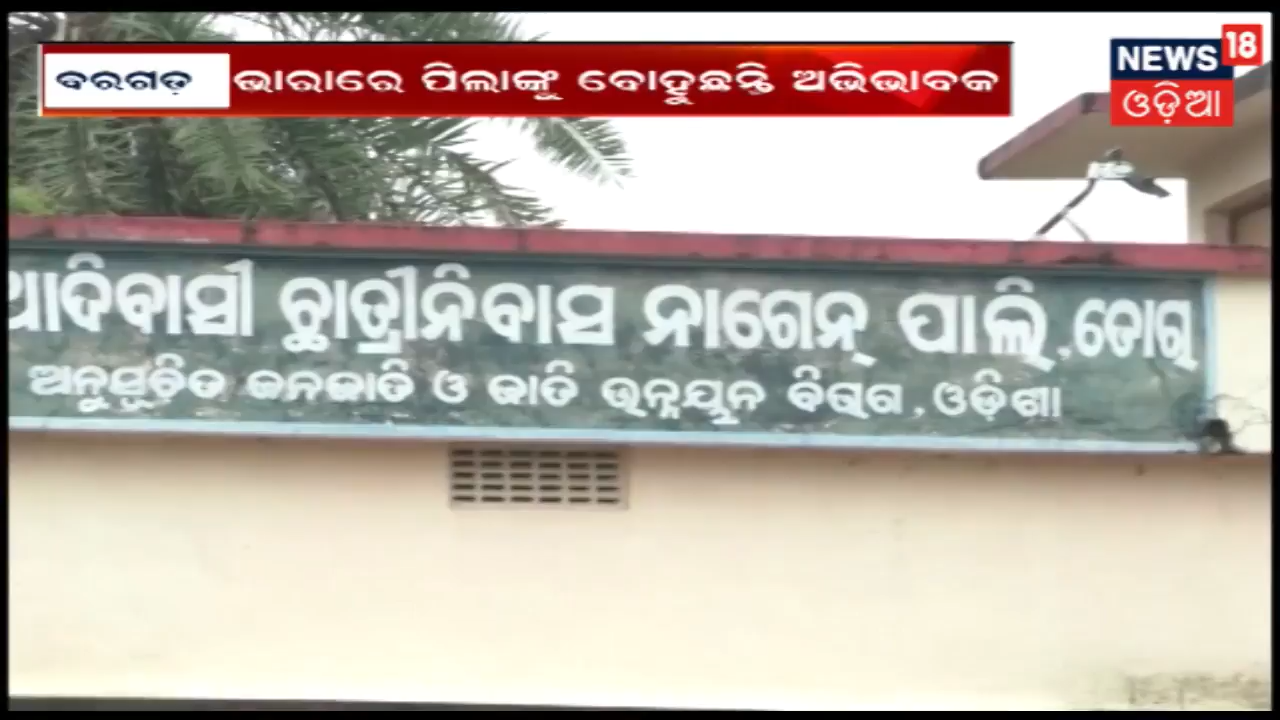 ବରଗଡ଼ ଭାରାରେ ପିଲାଙ୍କୁ ବୋହୁଛନ୍ତି ଅଭିଭାବକ
NEWS 18
ଓଡ଼ିଆ
ଆଦିବାସୀ ଛାତ୍ରୀନିବାସ ନାଗେନ୍ ପାଲି,
ଅନୁସୂଚିତ ଜନଜାତି ଓ ଜାତି ଉନ୍ନୟନ ବିଭାଗ, ଓଡ଼ିଶା